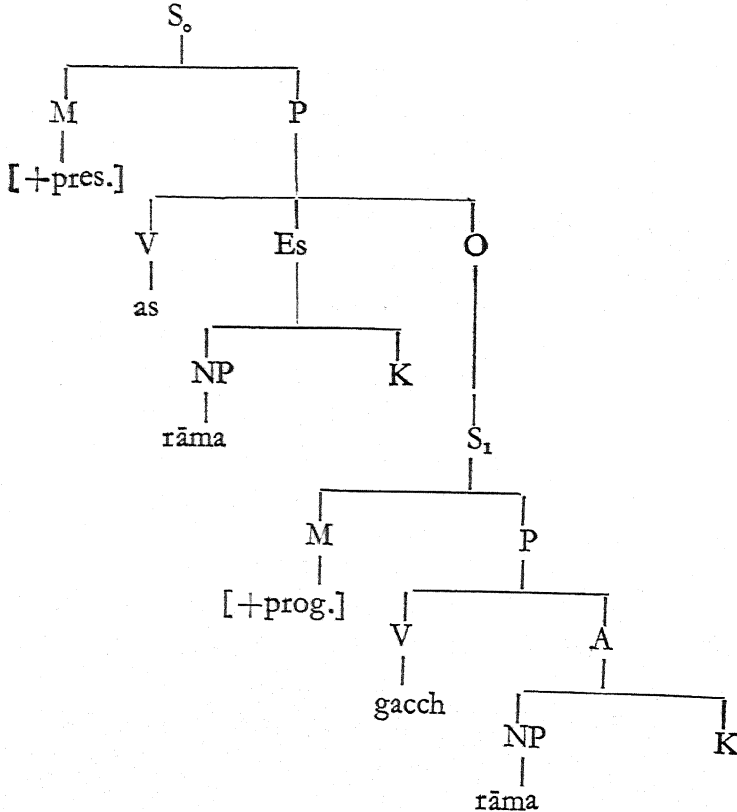 S₀
M P
[+pres.]
V Es O
as
NP K
rāma
S₁
M P
[+prog.]
V A
gacch
NP K
rāma